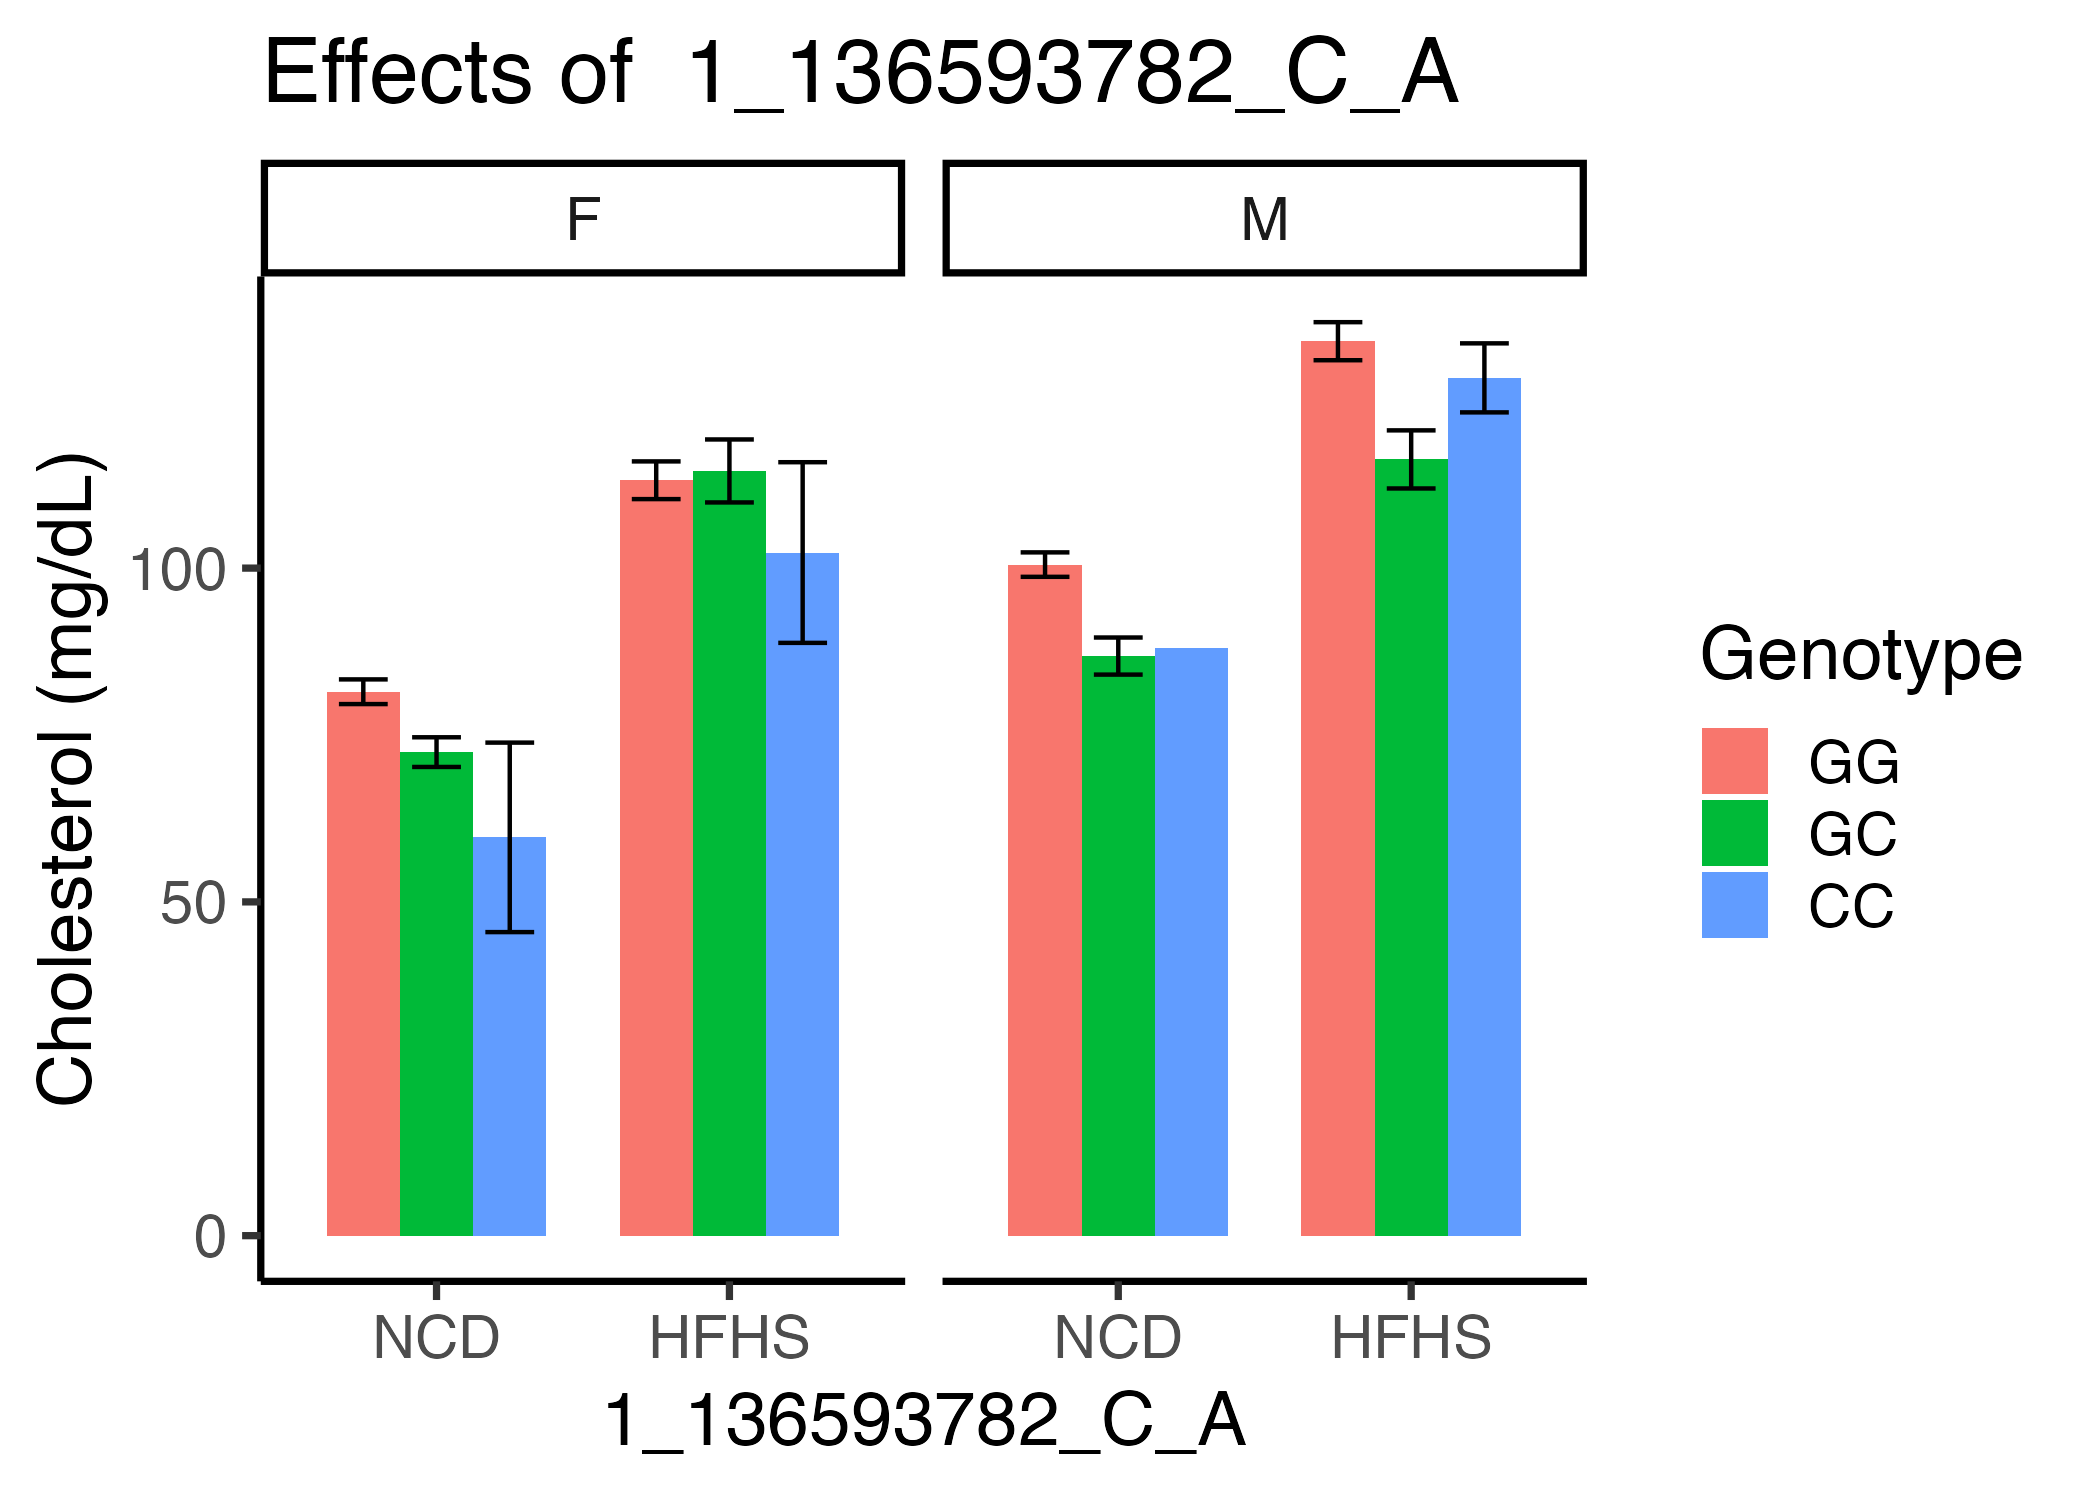 Effects of  1_136593782_C_A
F
M
Cholesterol (mg/dL)
100
50
0
NCD
HFHS
NCD
HFHS
1_136593782_C_A
Genotype
GG
GC
CC